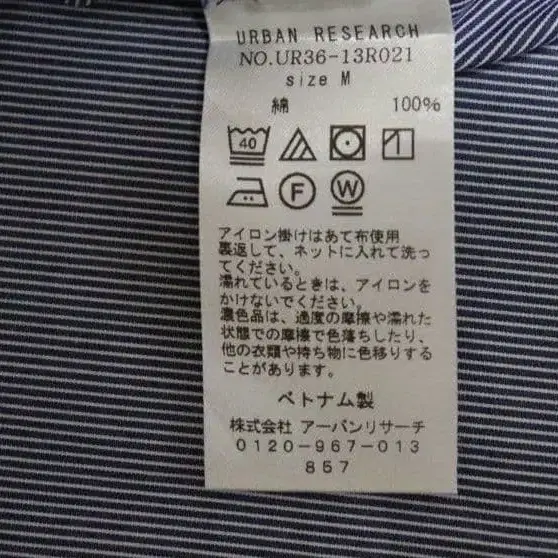 URBAN RESEARCH
NO.UR36-13R021
size M
綿 100%
40
F W
アイロン掛けはあて布使用
裏返して、ネットに入れて洗っ
てください。
濡れているときは、アイロンを
かけないでください。
濃色品は、過度の摩擦や濡れた
状態での摩擦で色落ちしたり、
他の衣類や持ち物に色移りする
ことがあります。
ベトナム製
株式会社 アーバンリサーチ
0120-967-013
857